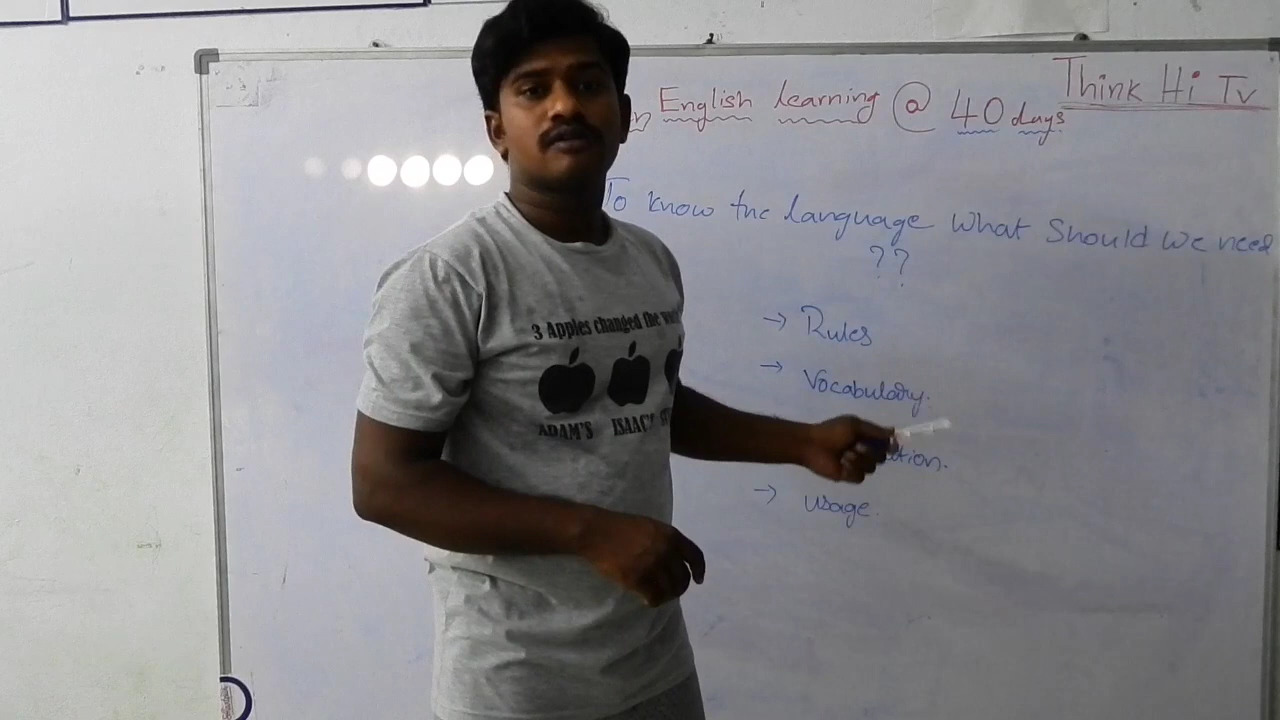 Think Hi Tv
English learning @ 40 days
To know the language what should we need
??
→ Rules
→ Vocabulary.
→ usage.
3 Apples changed the
ADAM'S ISAAC'S